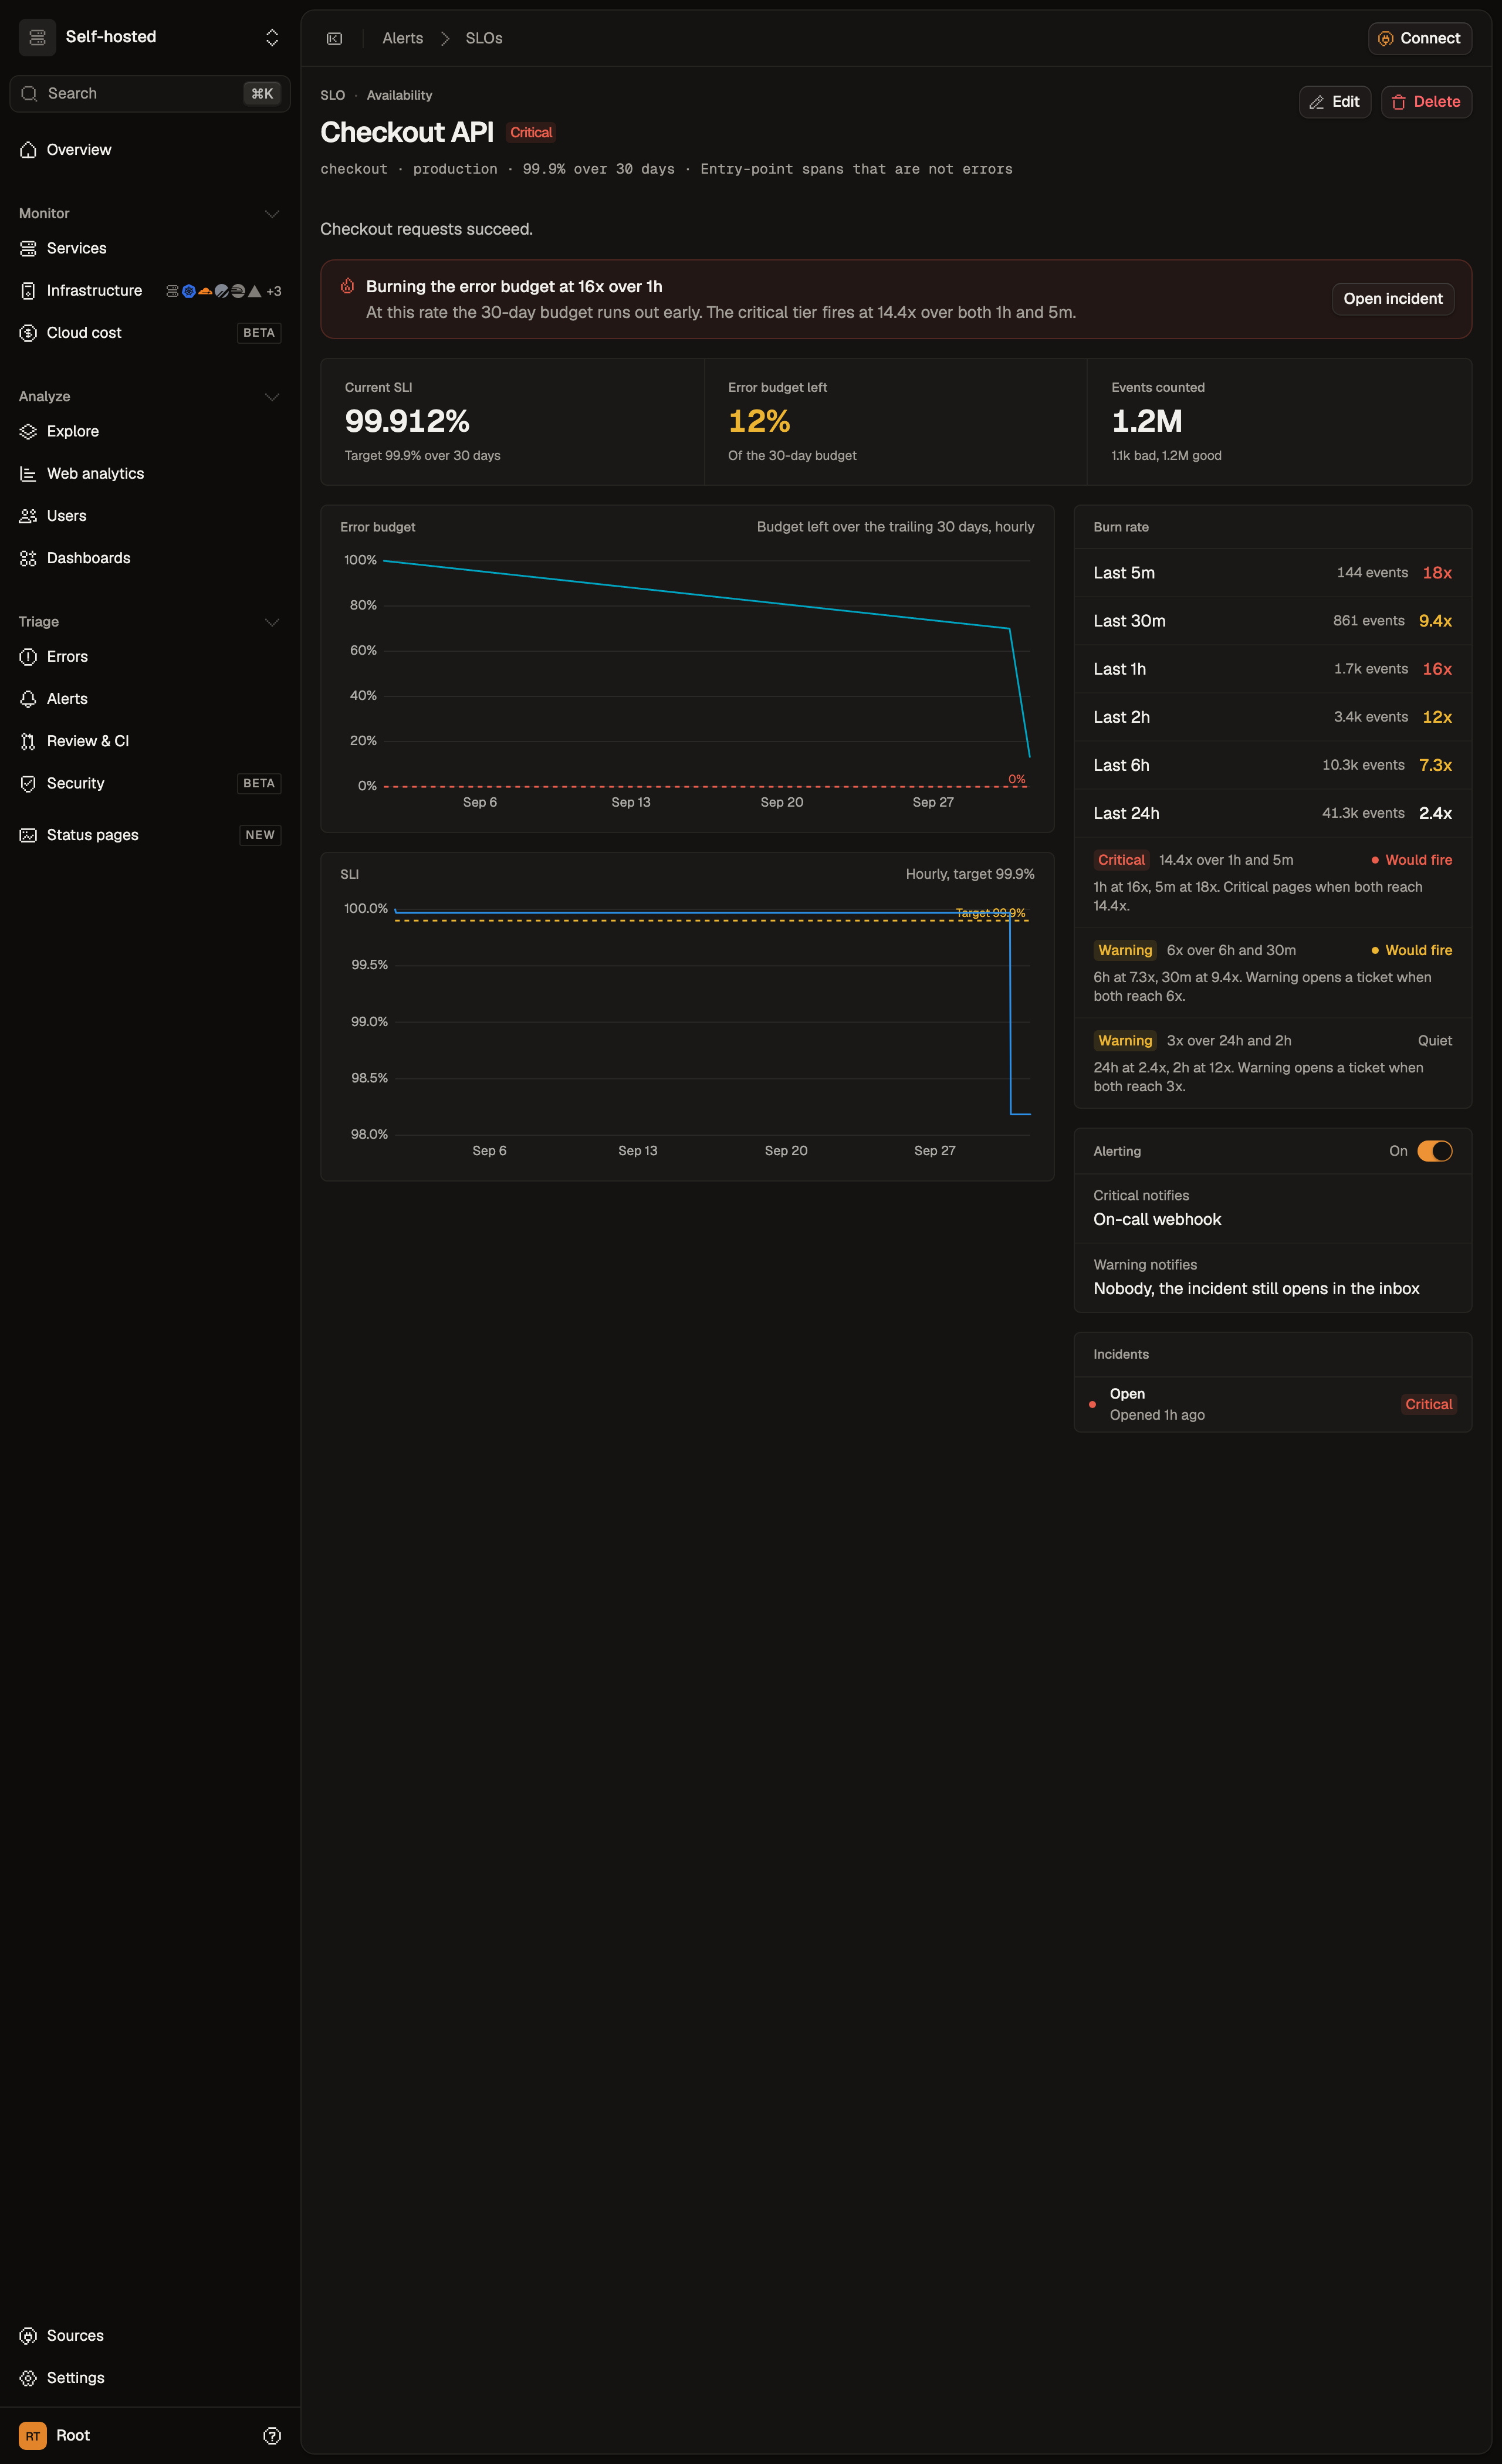 Self-hosted
Search ⌘K
Overview
Monitor
Services
Infrastructure +3
Cloud cost BETA
Analyze
Explore
Web analytics
Users
Dashboards
Triage
Errors
Alerts
Review & CI
Security BETA
Status pages NEW
Sources
Settings
RT Root
Alerts SLOs
Connect
SLO · Availability
Edit
Delete
Checkout API Critical
checkout · production · 99.9% over 30 days · Entry-point spans that are not errors
Checkout requests succeed.
Burning the error budget at 16x over 1h
At this rate the 30-day budget runs out early. The critical tier fires at 14.4x over both 1h and 5m.
Open incident
Current SLI
99.912%
Target 99.9% over 30 days
Error budget left
12%
Of the 30-day budget
Events counted
1.2M
1.1k bad, 1.2M good
Error budget Budget left over the trailing 30 days, hourly
100%
80%
60%
40%
20%
0%
0%
Sep 6 Sep 13 Sep 20 Sep 27
SLI Hourly, target 99.9%
100.0%
Target 99.9%
99.5%
99.0%
98.5%
98.0%
Sep 6 Sep 13 Sep 20 Sep 27
Burn rate
Last 5m 144 events 18x
Last 30m 861 events 9.4x
Last 1h 1.7k events 16x
Last 2h 3.4k events 12x
Last 6h 10.3k events 7.3x
Last 24h 41.3k events 2.4x
Critical 14.4x over 1h and 5m Would fire
1h at 16x, 5m at 18x. Critical pages when both reach
14.4x.
Warning 6x over 6h and 30m Would fire
6h at 7.3x, 30m at 9.4x. Warning opens a ticket when
both reach 6x.
Warning 3x over 24h and 2h Quiet
24h at 2.4x, 2h at 12x. Warning opens a ticket when
both reach 3x.
Alerting On
Critical notifies
On-call webhook
Warning notifies
Nobody, the incident still opens in the inbox
Incidents
Open
Opened 1h ago
Critical